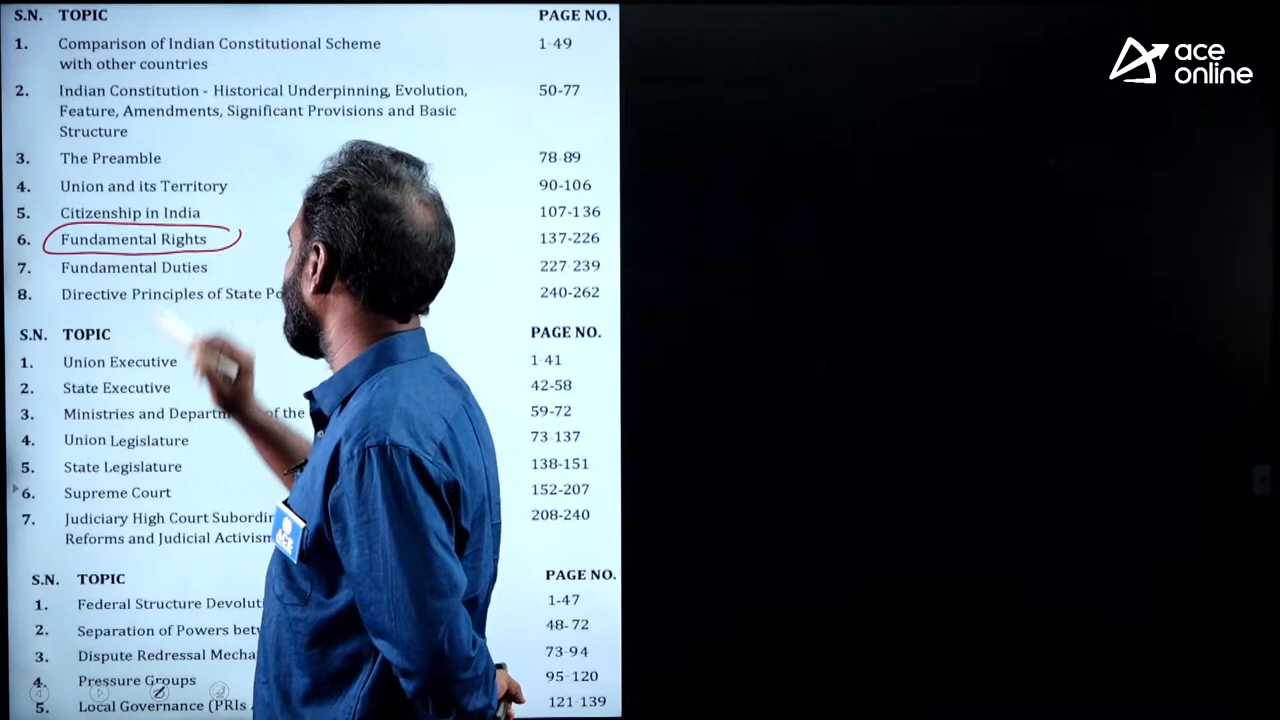 S.N. TOPIC PAGE NO.
1. Comparison of Indian Constitutional Scheme 1-49
with other countries
2. Indian Constitution - Historical Underpinning, Evolution, 50-77
Feature, Amendments, Significant Provisions and Basic
Structure
3. The Preamble 78-89
4. Union and its Territory 90-106
5. Citizenship in India 107-136
6. Fundamental Rights 137-226
7. Fundamental Duties 227-239
8. Directive Principles of State 240-262
S.N. TOPIC PAGE NO.
1. Union Executive 1-41
2. State Executive 42-58
3. Ministries and of the 59-72
4. Union Legislature 73-137
5. State Legislature 138-151
6. Supreme Court 152-207
7. Judiciary High Court 208-240
Reforms and Judicial
S.N. TOPIC PAGE NO.
1. Federal Structure 1-47
2. Separation of Powers 48-72
3. Dispute Redressal 73-94
4. Pressure Groups 95-120
5. Local Governance (PRIs 121-139
ace
online
ACE